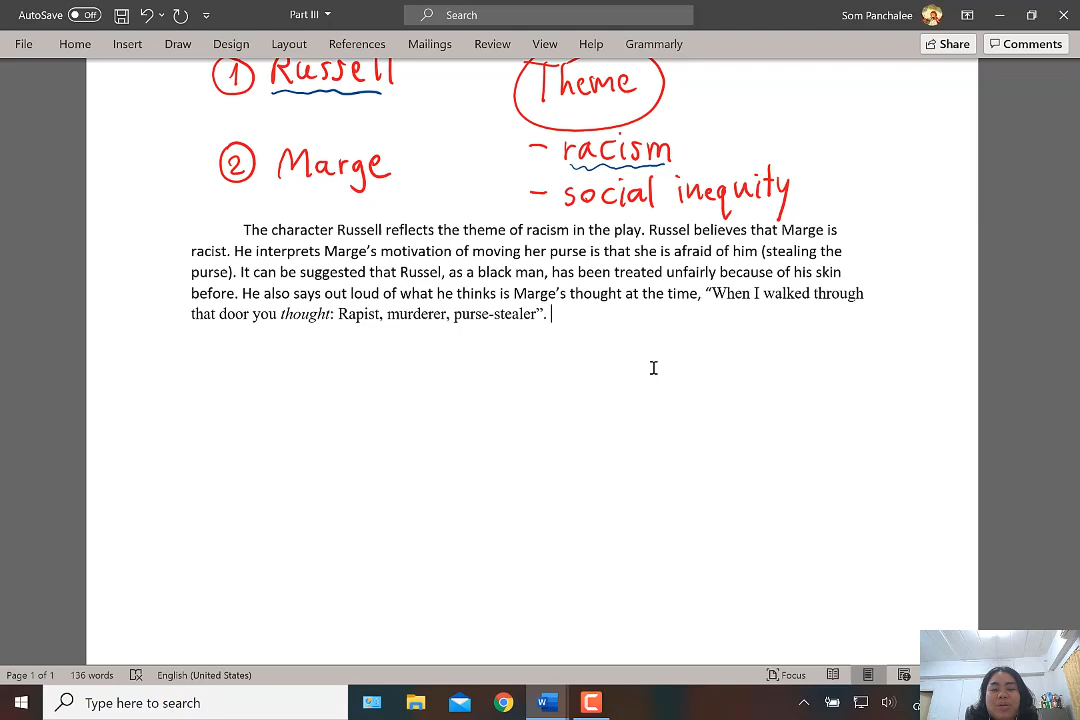 AutoSave Off Part III Search Som Panchalee
File Home Insert Draw Design Layout References Mailings Review View Help Grammarly Share Comments
1 Russell
Theme
2 Marge
- racism
- social inequity
The character Russell reflects the theme of racism in the play. Russel believes that Marge is
racist. He interprets Marge's motivation of moving her purse is that she is afraid of him (stealing the
purse). It can be suggested that Russel, as a black man, has been treated unfairly because of his skin
before. He also says out loud of what he thinks is Marge's thought at the time, “When I walked through
that door you thought: Rapist, murderer, purse-stealer”.
Page 1 of 1 136 words English (United States) Focus
Type here to search